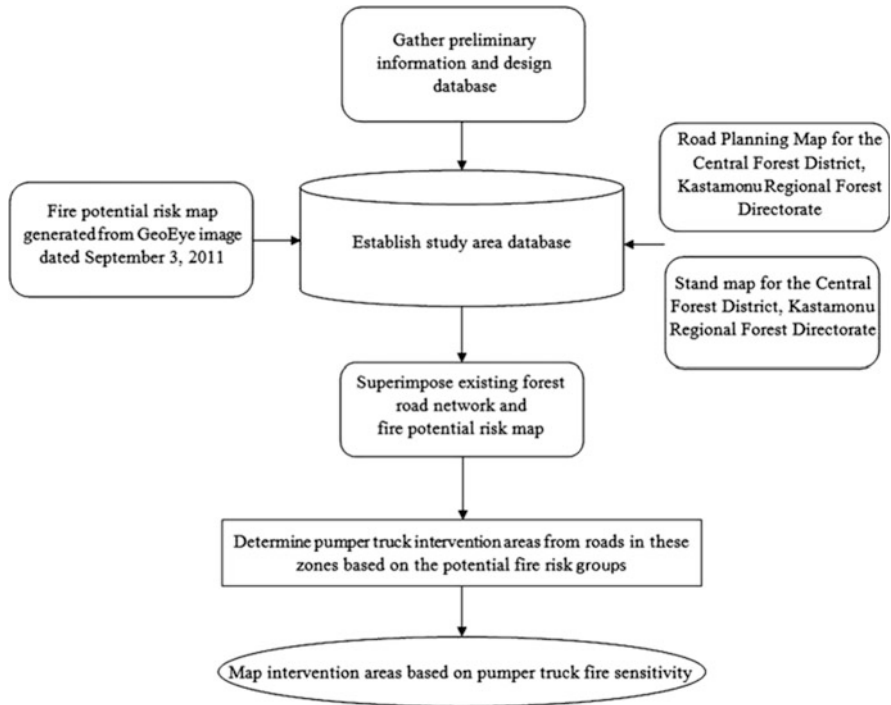 Gather preliminary
information and design
database
Road Planning Map for the
Central Forest District,
Kastamonu Regional Forest
Directorate
Fire potential risk map
generated from GeoEye image
dated September 3, 2011
Establish study area database
Stand map for the Central
Forest District, Kastamonu
Regional Forest Directorate
Superimpose existing forest
road network and
fire potential risk map
Determine pumper truck intervention areas from roads in these
zones based on the potential fire risk groups
Map intervention areas based on pumper truck fire sensitivity